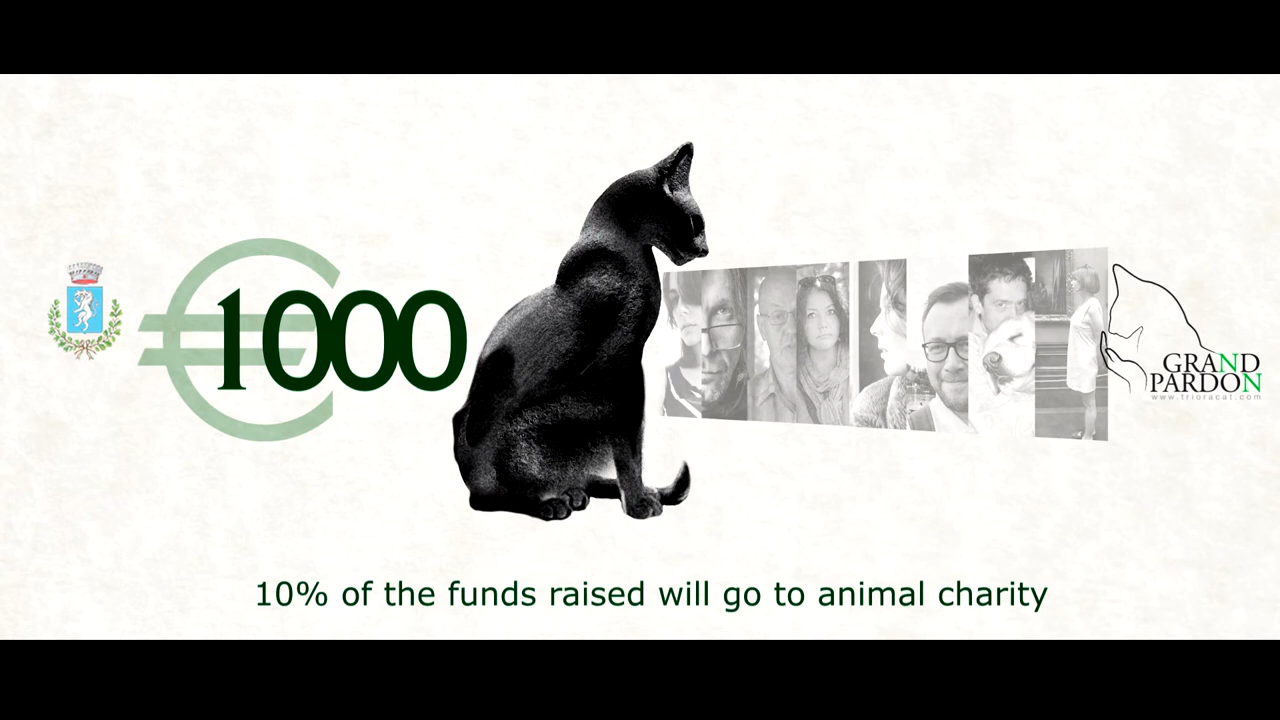 €1000
GRAND
PARDON
www.trioracat.com
10% of the funds raised will go to animal charity